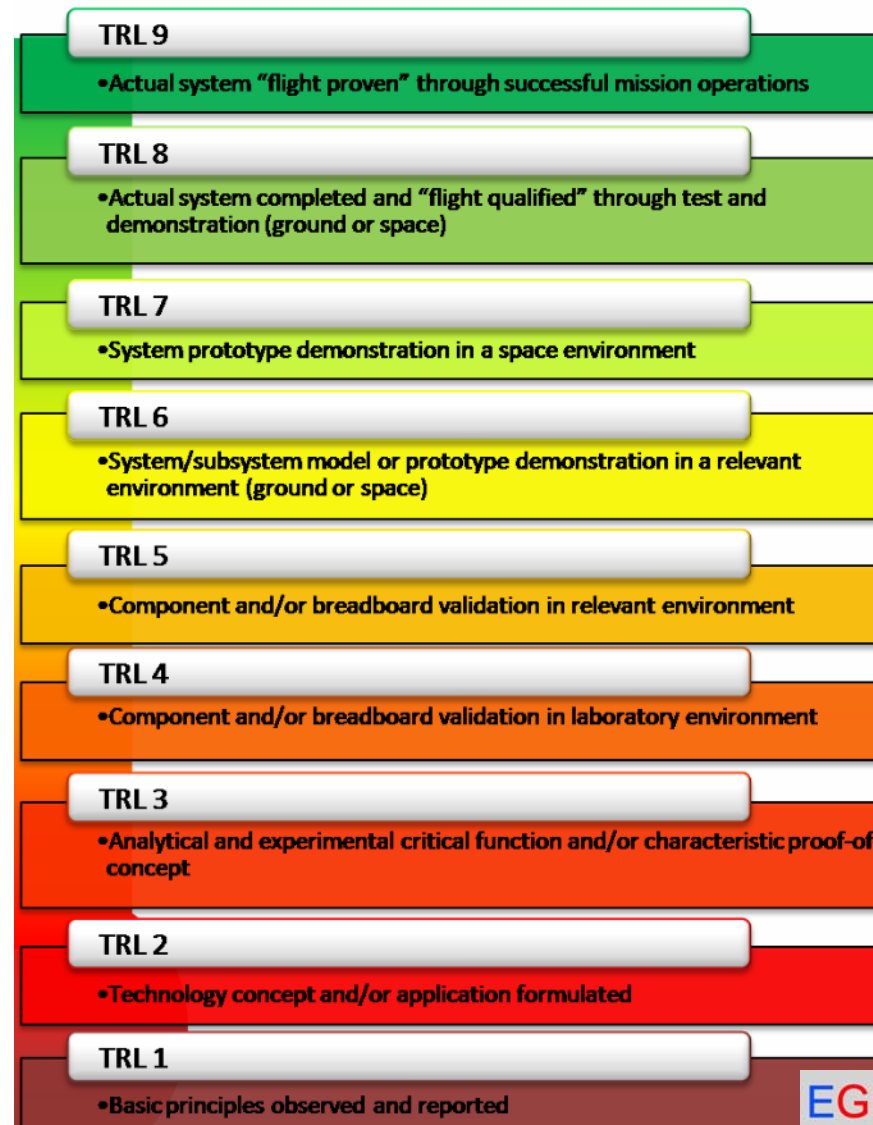 TRL 9
•Actual system “flight proven” through successful mission operations
TRL 8
•Actual system completed and “flight qualified” through test and
demonstration (ground or space)
TRL 7
•System prototype demonstration in a space environment
TRL 6
•System/subsystem model or prototype demonstration in a relevant
environment (ground or space)
TRL 5
•Component and/or breadboard validation in relevant environment
TRL 4
•Component and/or breadboard validation in laboratory environment
TRL 3
•Analytical and experimental critical function and/or characteristic proof-of
concept
TRL 2
•Technology concept and/or application formulated
TRL 1
•Basic principles observed and reported
EG